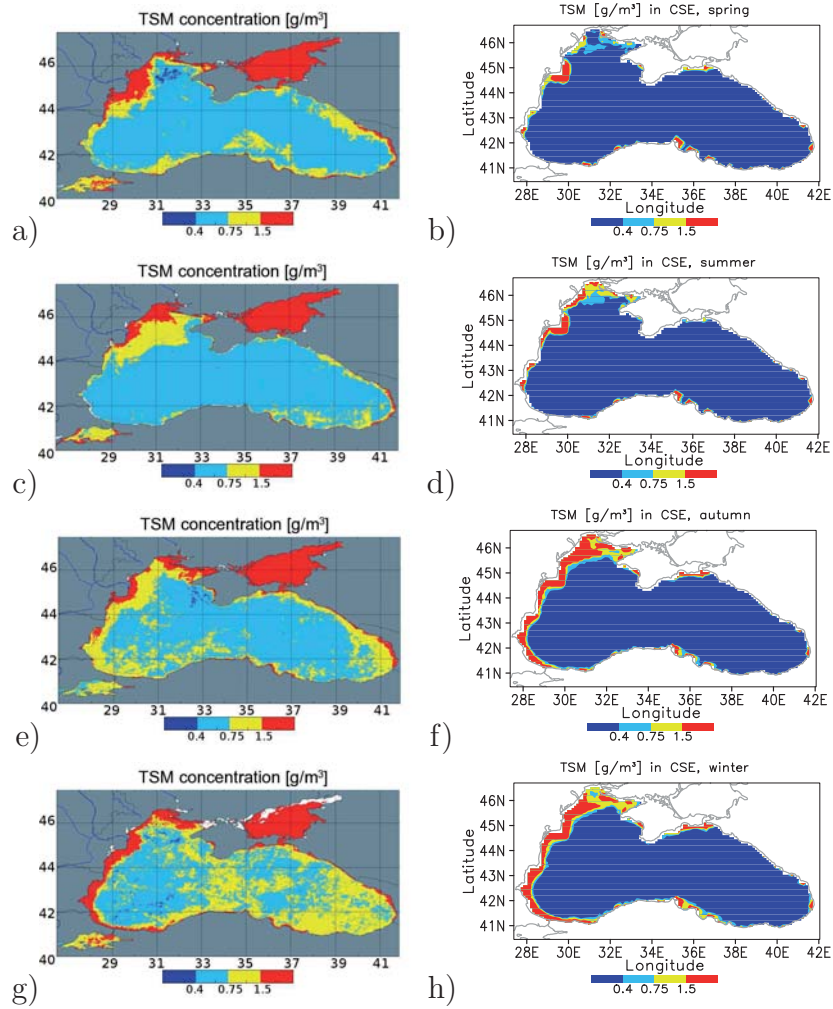 TSM concentration [g/m³]
46
44
42
40
29 31 33 35 37 39 41
0.4 0.75 1.5
a)
TSM [g/m³] in CSE, spring
46N
45N
44N
43N
42N
41N
Latitude
28E 30E 32E 34E 36E 38E 40E 42E
Longitude
0.4 0.75 1.5
b)
TSM concentration [g/m³]
46
44
42
40
29 31 33 35 37 39 41
0.4 0.75 1.5
c)
TSM [g/m³] in CSE, summer
46N
45N
44N
43N
42N
41N
Latitude
28E 30E 32E 34E 36E 38E 40E 42E
Longitude
0.4 0.75 1.5
d)
TSM concentration [g/m³]
46
44
42
40
29 31 33 35 37 39 41
0.4 0.75 1.5
e)
TSM [g/m³] in CSE, autumn
46N
45N
44N
43N
42N
41N
Latitude
28E 30E 32E 34E 36E 38E 40E 42E
Longitude
0.4 0.75 1.5
f)
TSM concentration [g/m³]
46
44
42
40
29 31 33 35 37 39 41
0.4 0.75 1.5
g)
TSM [g/m³] in CSE, winter
46N
45N
44N
43N
42N
41N
Latitude
28E 30E 32E 34E 36E 38E 40E 42E
Longitude
0.4 0.75 1.5
h)